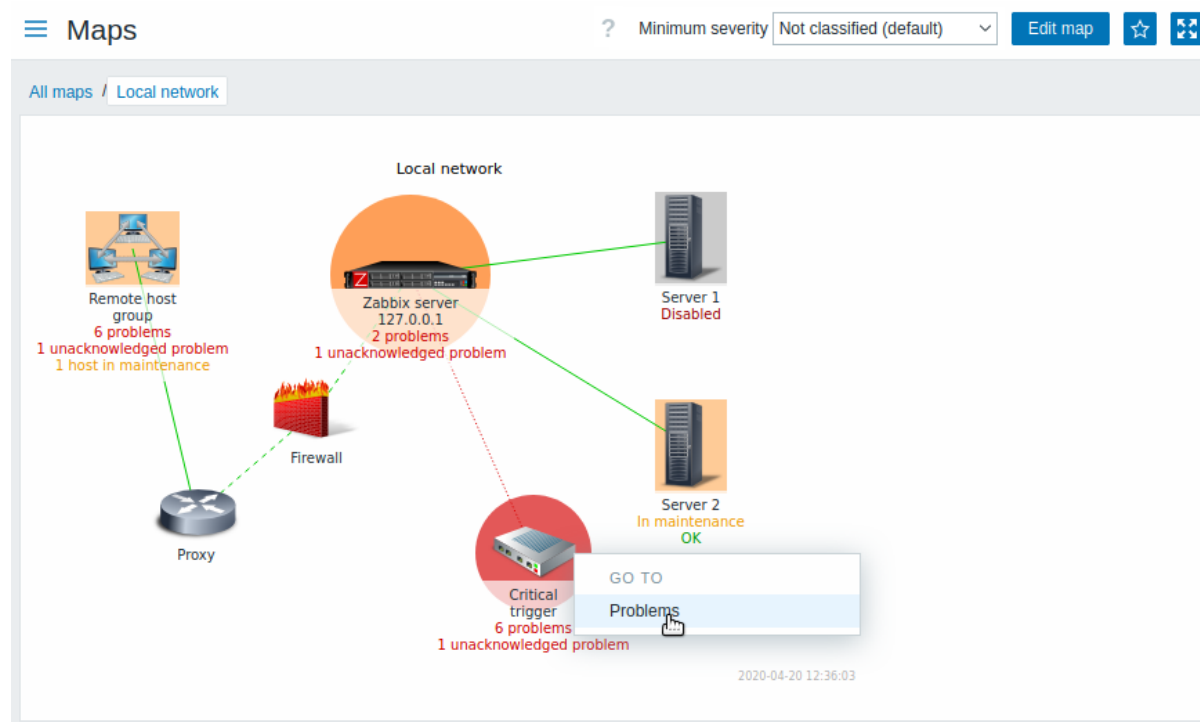 Maps
? Minimum severity Not classified (default) Edit map
All maps / Local network
Local network
Remote host
group
6 problems
1 unacknowledged problem
1 host in maintenance
Z
Zabbix server
127.0.0.1
2 problems
1 unacknowledged problem
Server 1
Disabled
Firewall
Proxy
Server 2
In maintenance
OK
Critical
trigger
6 problems
1 unacknowledged problem
GO TO
Problems
2020-04-20 12:36:03